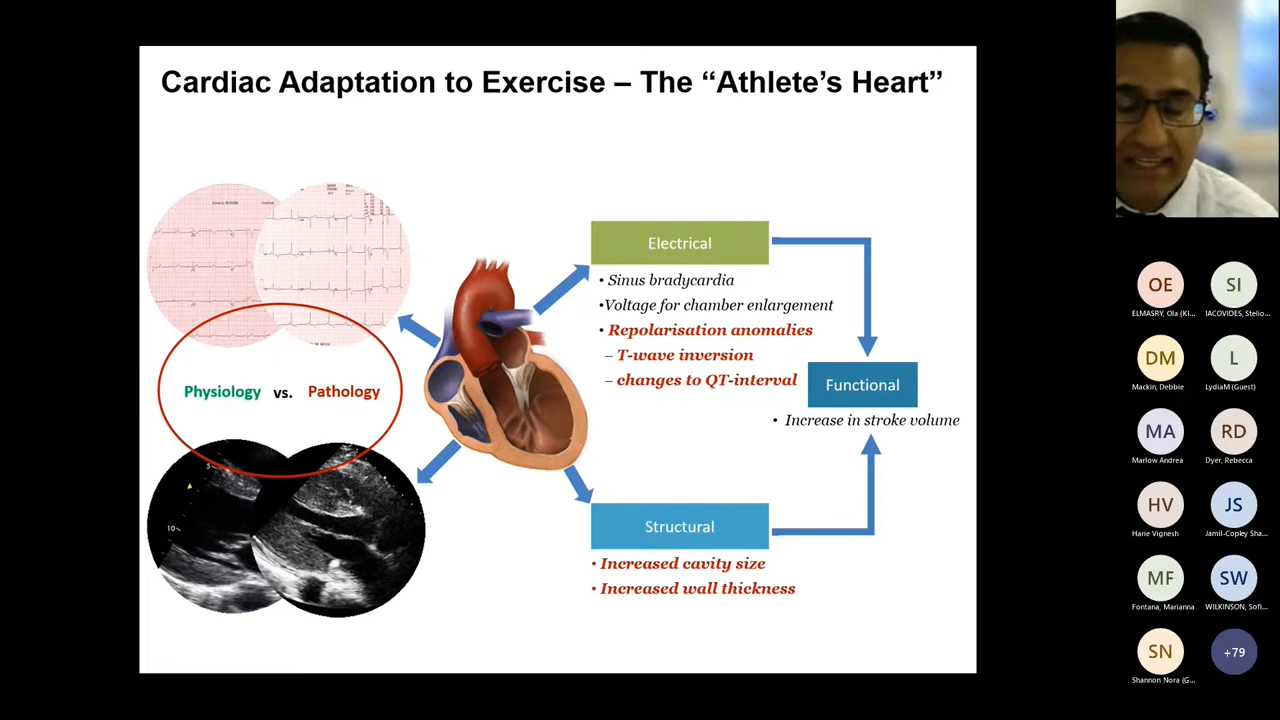 Cardiac Adaptation to Exercise – The “Athlete’s Heart”
Electrical
• Sinus bradycardia
•Voltage for chamber enlargement
• Repolarisation anomalies
– T-wave inversion
– changes to QT-interval
Physiology vs. Pathology
Functional
• Increase in stroke volume
5
10
Structural
• Increased cavity size
• Increased wall thickness
OE
ELMASRY, Ola (KI...
SI
IACOVIDES, Stelio...
DM
Mackin, Debbie
L
LydiaM (Guest)
MA
Marlow Andrea
RD
Dyer, Rebecca
HV
Harie Vignesh
JS
Jamil-Copley Sha...
MF
Fontana, Marianna
SW
WILKINSON, Sofi...
SN
Shannon Nora (G...
+79